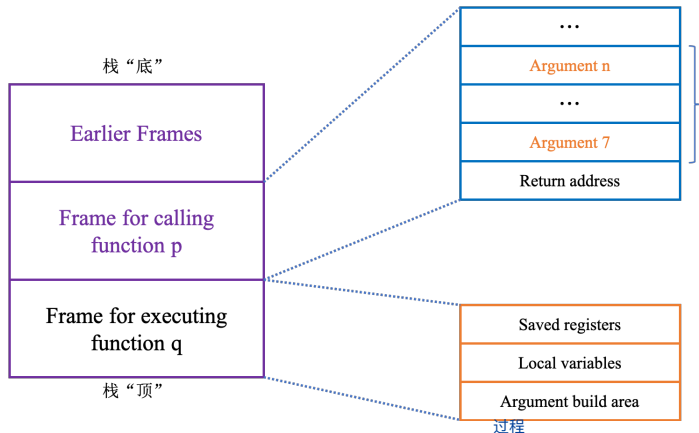 栈“底”
Earlier Frames
Frame for calling
function p
Frame for executing
function q
栈“顶”
...
Argument n
...
Argument 7
Return address
Saved registers
Local variables
Argument build area
过程